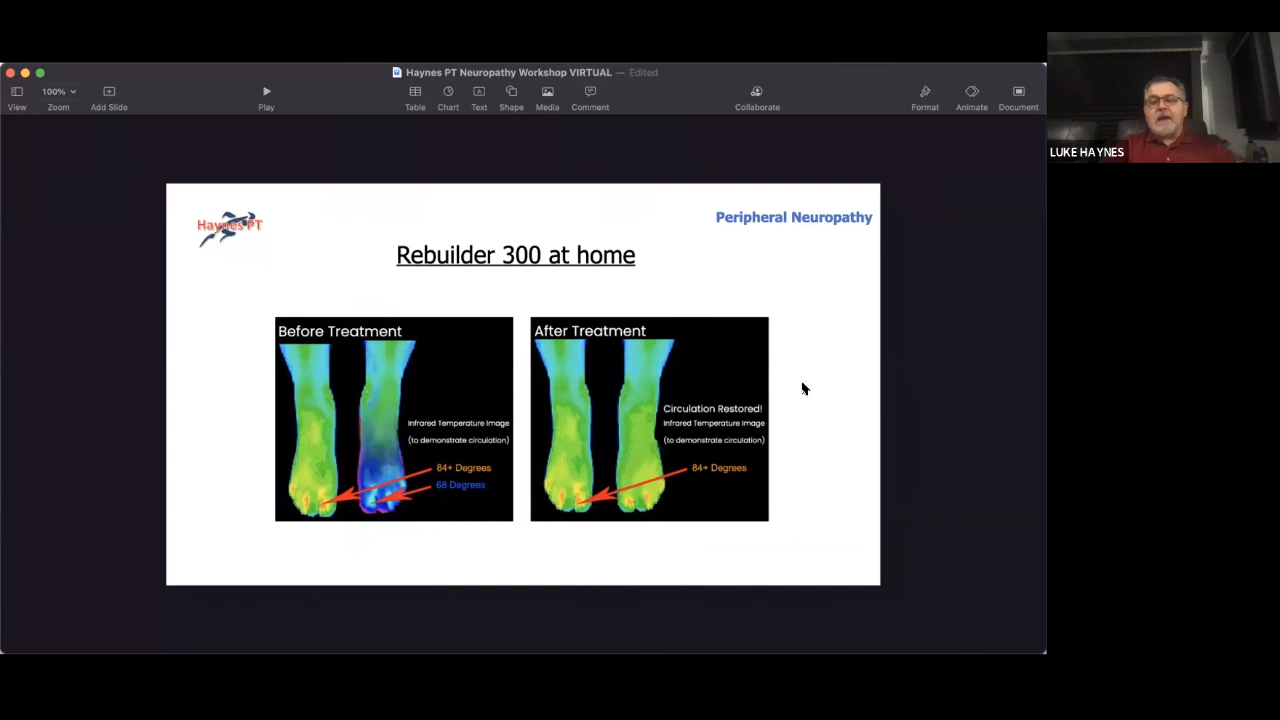 Haynes PT Neuropathy Workshop VIRTUAL — Edited
100%
View
Zoom
Add Slide
Play
Table
Chart
Text
Shape
Media
Comment
Collaborate
Format
Animate
Document
LUKE HAYNES
Haynes PT
Peripheral Neuropathy
Rebuilder 300 at home
Before Treatment
Infrared Temperature Image
(to demonstrate circulation)
84+ Degrees
68 Degrees
After Treatment
Circulation Restored!
Infrared Temperature Image
(to demonstrate circulation)
84+ Degrees